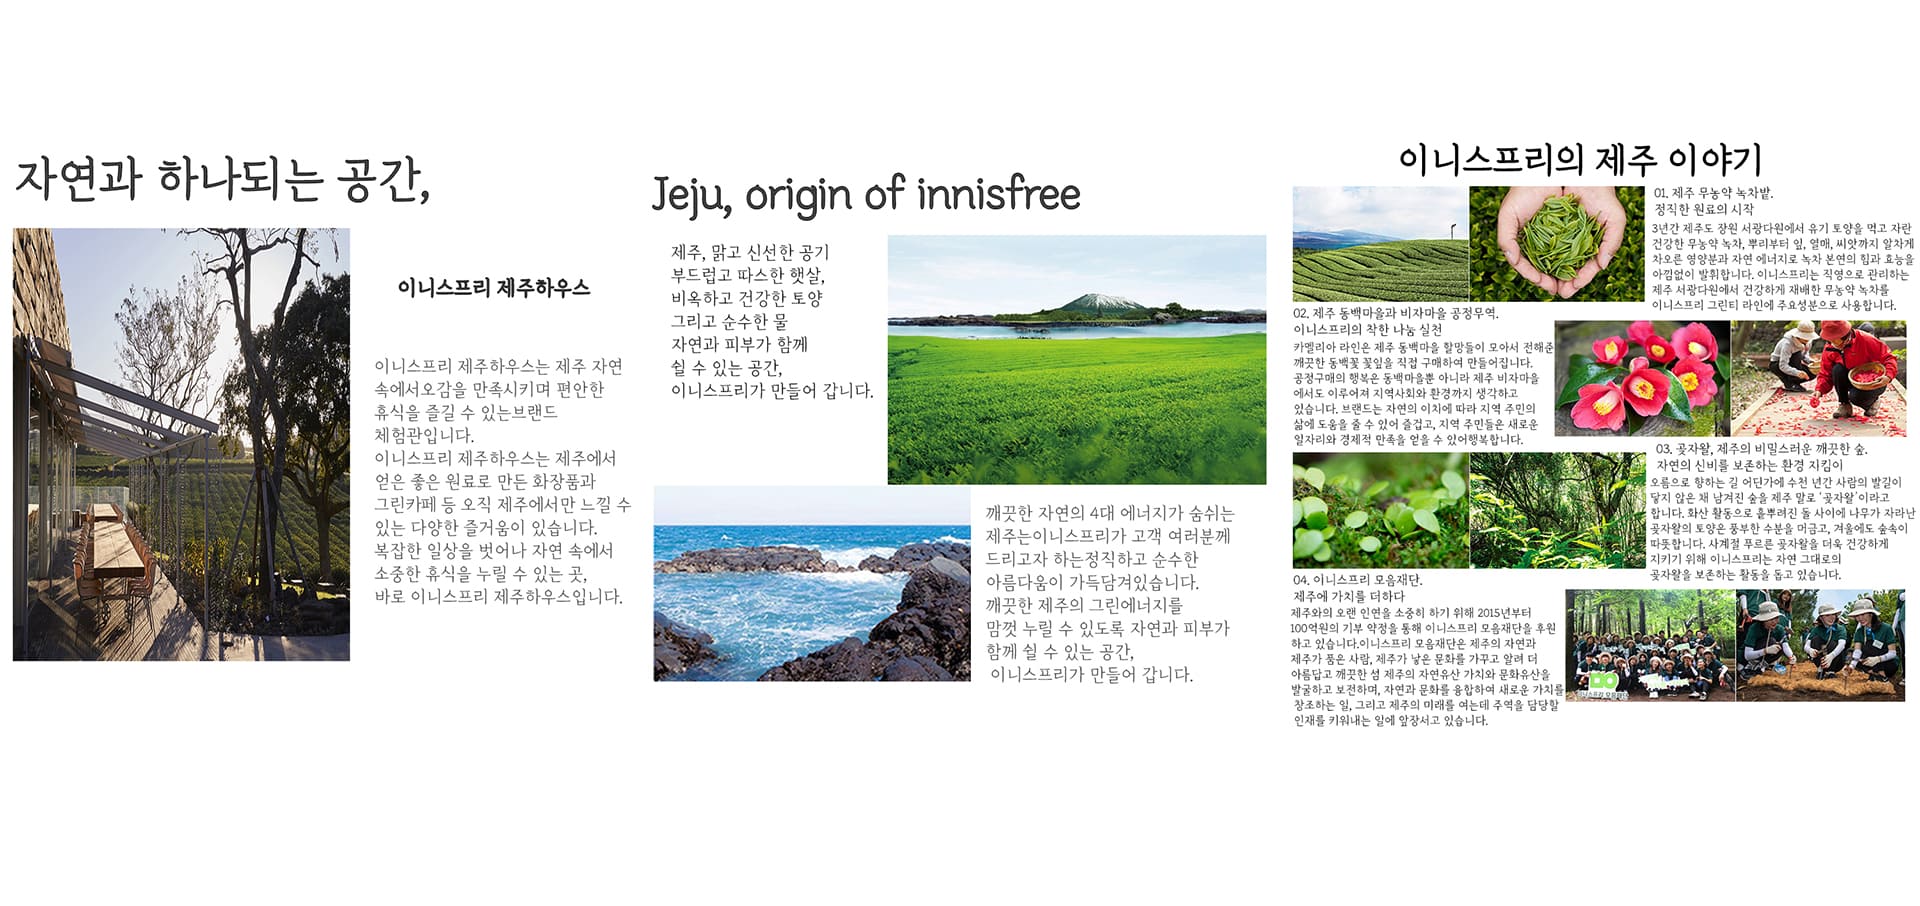 자연과 하나되는 공간,
이니스프리 제주하우스
이니스프리 제주하우스는 제주 자연
속에서오감을 만족시키며 편안한
휴식을 즐길 수 있는브랜드
체험관입니다.
이니스프리 제주하우스는 제주에서
얻은 좋은 원료로 만든 화장품과
그린카페 등 오직 제주에서만 느낄 수
있는 다양한 즐거움이 있습니다.
복잡한 일상을 벗어나 자연 속에서
소중한 휴식을 누릴 수 있는 곳,
바로 이니스프리 제주하우스입니다.
Jeju, origin of innisfree
제주, 맑고 신선한 공기
부드럽고 따스한 햇살,
비옥하고 건강한 토양
그리고 순수한 물
자연과 피부가 함께
쉴 수 있는 공간,
이니스프리가 만들어 갑니다.
깨끗한 자연의 4대 에너지가 숨쉬는
제주는이니스프리가 고객 여러분께
드리고자 하는정직하고 순수한
아름다움이 가득담겨있습니다.
깨끗한 제주의 그린에너지를
맘껏 누릴 수 있도록 자연과 피부가
함께 쉴 수 있는 공간,
이니스프리가 만들어 갑니다.
이니스프리의 제주 이야기
01. 제주 무농약 녹차밭.
정직한 원료의 시작
3년간 제주도 장원 서광다원에서 유기 토양을 먹고 자란
건강한 무농약 녹차, 뿌리부터 잎, 열매, 씨앗까지 알차게
차오른 영양분과 자연 에너지로 녹차 본연의 힘과 효능을
아낌없이 발휘합니다. 이니스프리는 직영으로 관리하는
제주 서광다원에서 건강하게 재배한 무농약 녹차를
이니스프리 그린티 라인에 주요성분으로 사용합니다.
02. 제주 동백마을과 비자마을 공정무역.
이니스프리의 착한 나눔 실천
카멜리아 라인은 제주 동백마을 할망들이 모아서 전해준
깨끗한 동백꽃 꽃잎을 직접 구매하여 만들어집니다.
공정구매의 행복은 동백마을뿐 아니라 제주 비자마을
에서도 이루어져 지역사회와 환경까지 생각하고
있습니다. 브랜드는 자연의 이치에 따라 지역 주민의
삶에 도움을 줄 수 있어 즐겁고, 지역 주민들은 새로운
일자리와 경제적 만족을 얻을 수 있어행복합니다.
03. 곶자왈, 제주의 비밀스러운 깨끗한 숲.
자연의 신비를 보존하는 환경 지킴이
오름으로 향하는 길 어딘가에 수천 년간 사람의 발길이
닿지 않은 채 남겨진 숲을 제주 말로 '곶자왈'이라고
합니다. 화산 활동으로 흩뿌려진 돌 사이에 나무가 자라난
곶자왈의 토양은 풍부한 수분을 머금고, 겨울에도 숲속이
따뜻합니다. 사계절 푸르른 곶자왈을 더욱 건강하게
지키기 위해 이니스프리는 자연 그대로의
곶자왈을 보존하는 활동을 돕고 있습니다.
04. 이니스프리 모음재단.
제주에 가치를 더하다
제주와의 오랜 인연을 소중히 하기 위해 2015년부터
100억원의 기부 약정을 통해 이니스프리 모음재단을 후원
하고 있습니다.이니스프리 모음재단은 제주의 자연과
제주가 품은 사람, 제주가 낳은 문화를 가꾸고 알려 더
아름답고 깨끗한 섬 제주의 자연유산 가치와 문화유산을
발굴하고 보전하며, 자연과 문화를 융합하여 새로운 가치를
창조하는 일, 그리고 제주의 미래를 여는데 주역을 담당할
인재를 키워내는 일에 앞장서고 있습니다.
이니스프리 모음재단